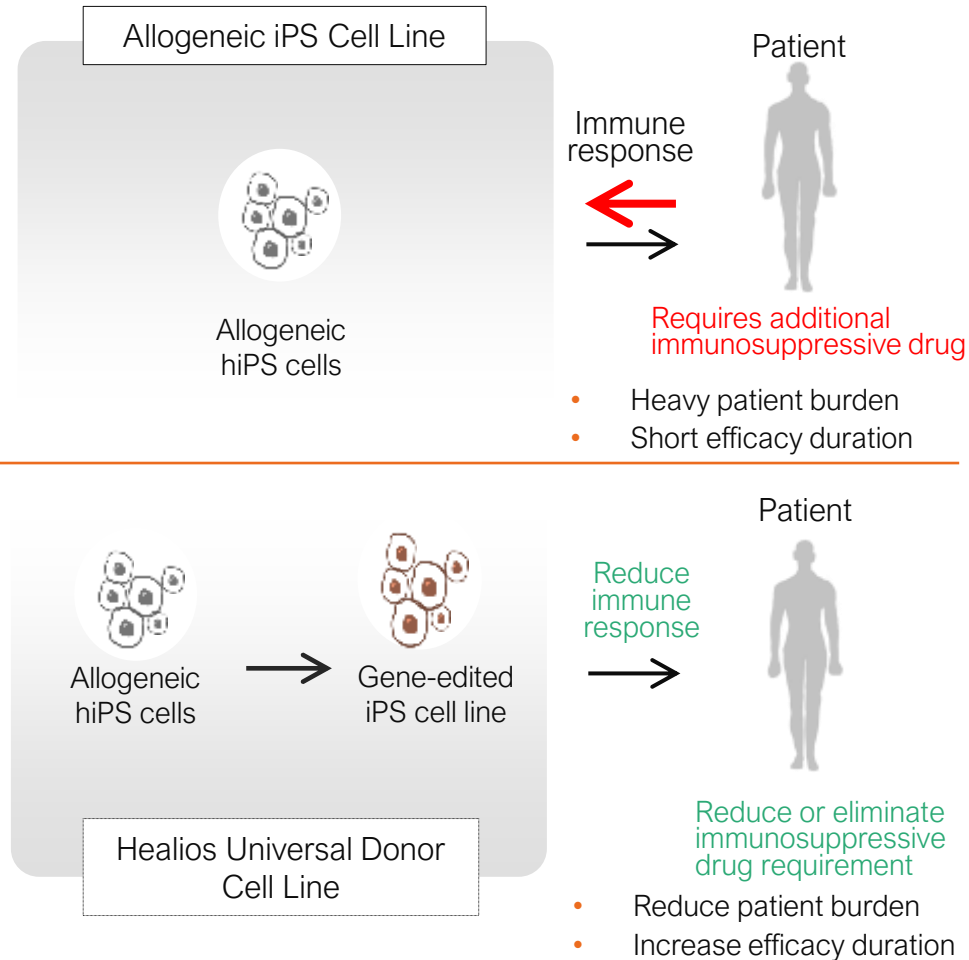 Allogeneic iPS Cell Line
Patient
Immune
response
Allogeneic
hiPS cells
Requires additional
immunosuppressive drug
• Heavy patient burden
• Short efficacy duration
Patient
Reduce
immune
response
Allogeneic
hiPS cells
Gene-edited
iPS cell line
Healios Universal Donor
Cell Line
Reduce or eliminate
immunosuppressive
drug requirement
• Reduce patient burden
• Increase efficacy duration